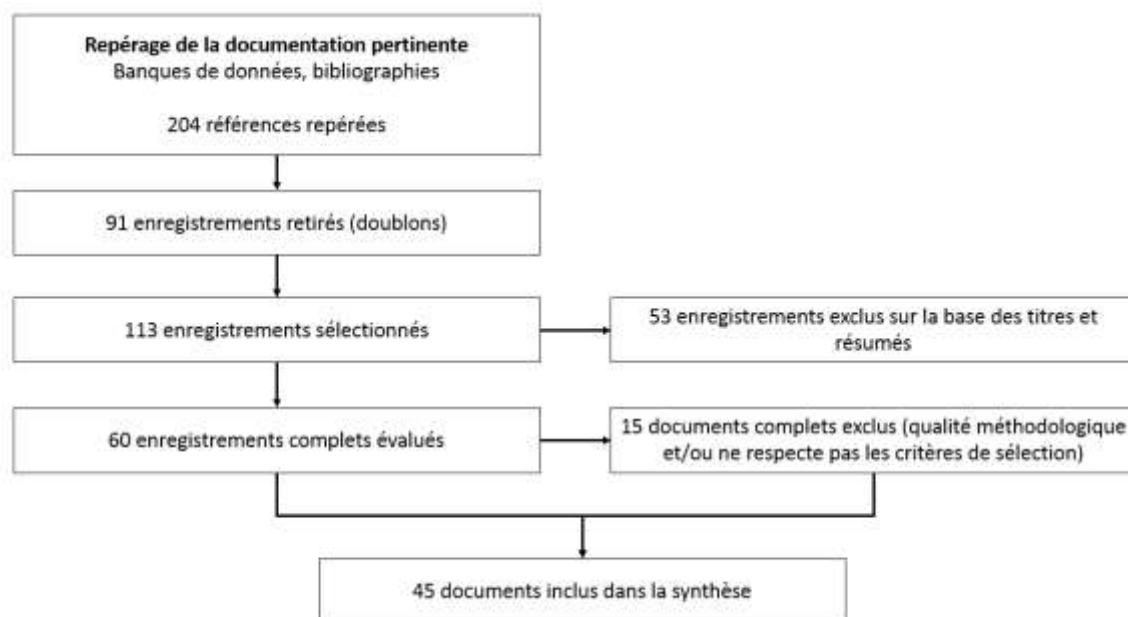 Repérage de la documentation pertinente
Banques de données, bibliographies
204 références repérées
91 enregistrements retirés (doublons)
113 enregistrements sélectionnés
53 enregistrements exclus sur la base des titres et
résumés
60 enregistrements complets évalués
15 documents complets exclus (qualité méthodologique
et/ou ne respecte pas les critères de sélection)
45 documents inclus dans la synthèse